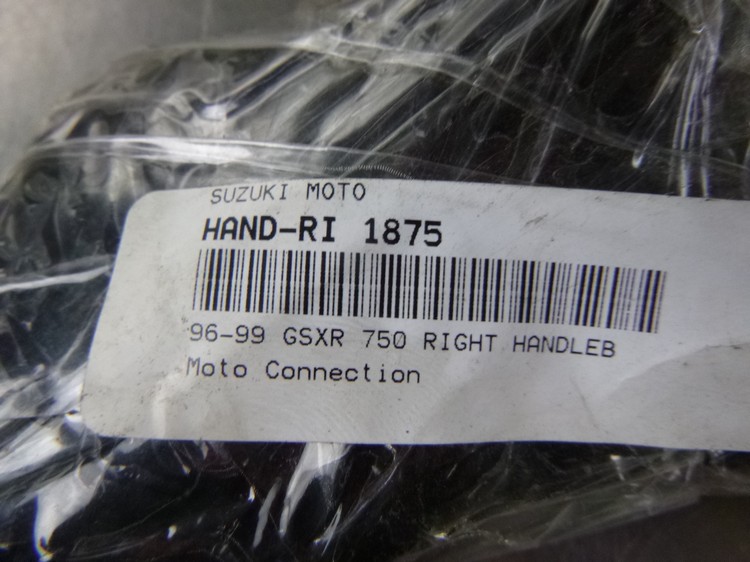 SUZUKI MOTO
HAND-RI 1875
96-99 GSXR 750 RIGHT HANDLEB
Moto Connection